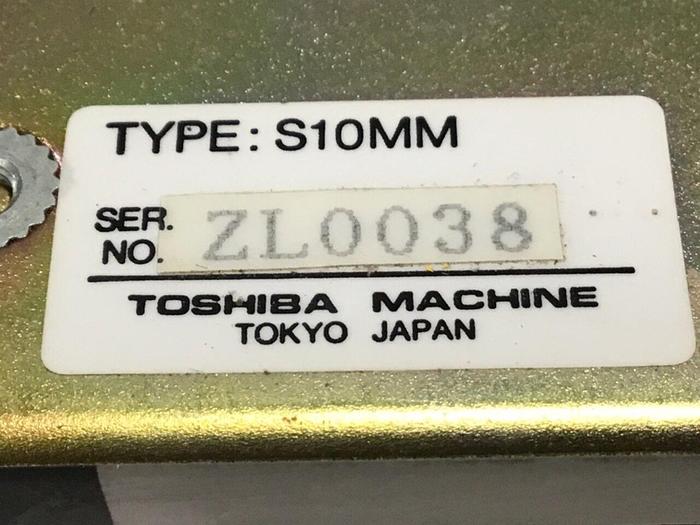 TYPE: S10MM
SER.
NO. ZL0038
TOSHIBA MACHINE
TOKYO JAPAN